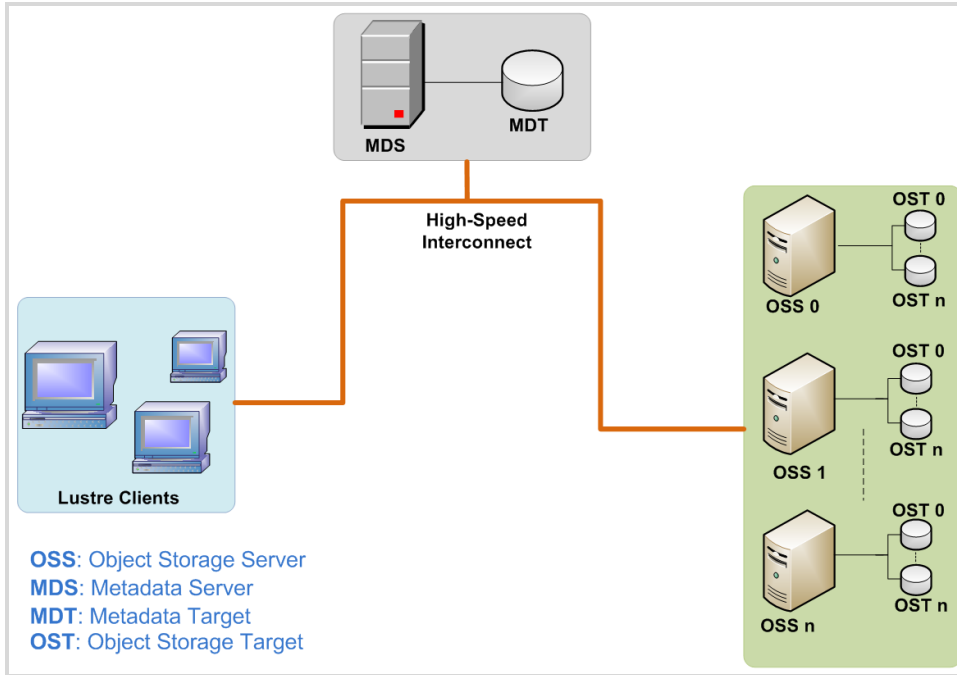 MDS
MDT
High-Speed
Interconnect
Lustre Clients
OST 0
OSS 0
OST n
OST 0
OSS 1
OST n
OST 0
OSS n
OST n
OSS: Object Storage Server
MDS: Metadata Server
MDT: Metadata Target
OST: Object Storage Target